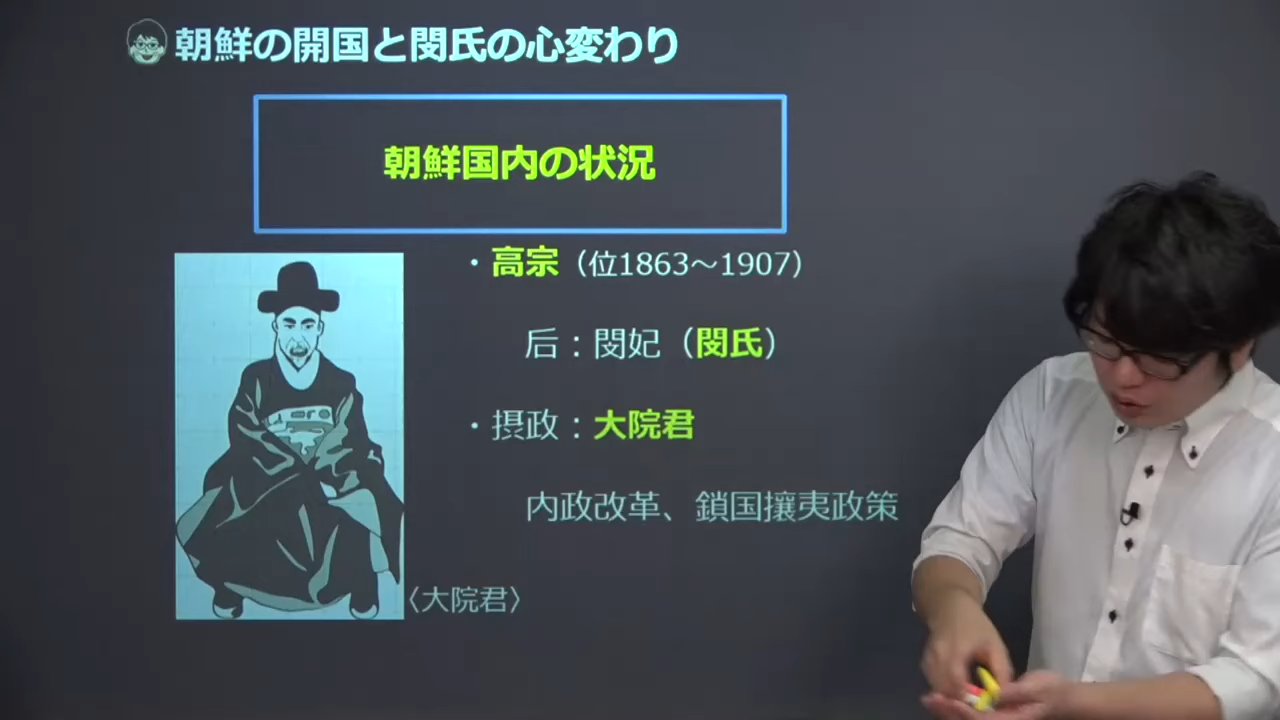 朝鮮の開国と閔氏の心変わり
朝鮮国内の状況
・高宗（位1863～1907）
后：閔妃（閔氏）
・摂政：大院君
内政改革、鎖国攘夷政策
〈大院君〉